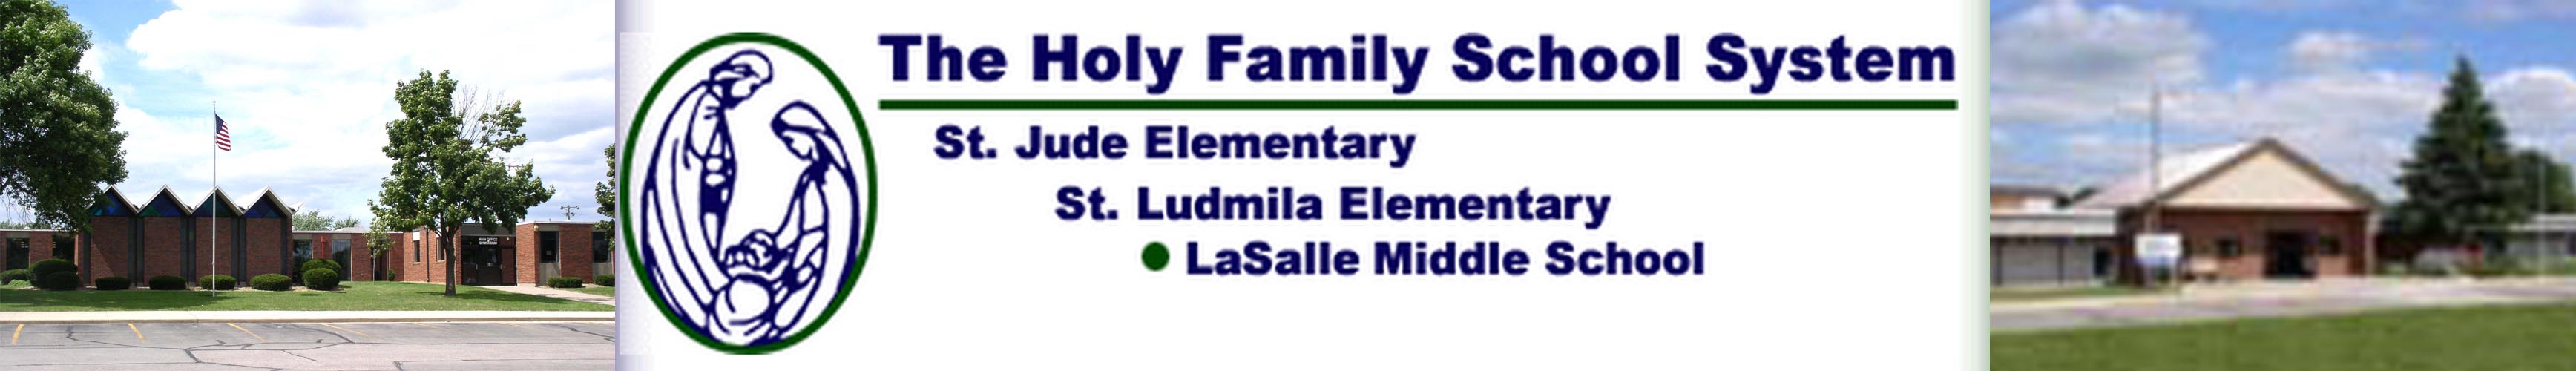 The Holy Family School System
St. Jude Elementary
St. Ludmila Elementary
• LaSalle Middle School